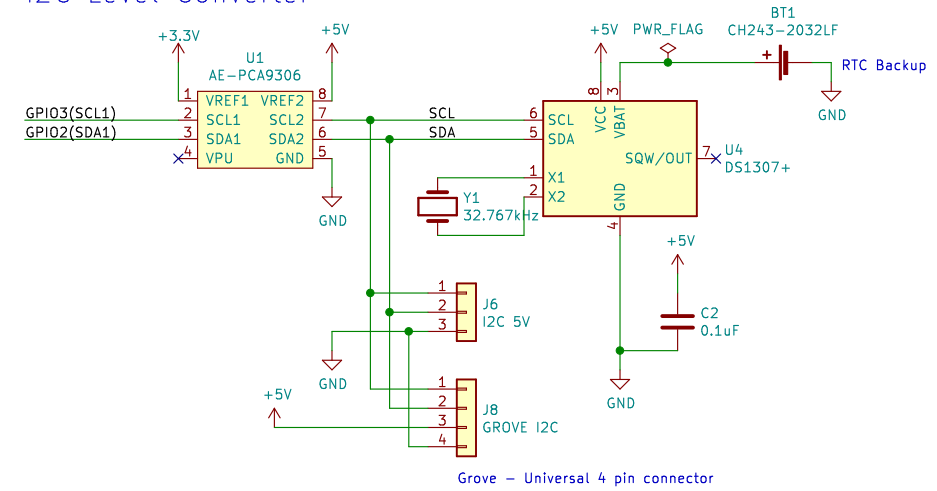 I2C Level Converter
+3.3V
+5V
U1
AE-PCA9306
1 VREF1 VREF2 8
GPIO3(SCL1) 2 SCL1 SCL2 7
GPIO2(SDA1) 3 SDA1 SDA2 6
4 VPU GND 5
GND
SCL
SDA
+5V
PWR_FLAG
BT1
CH243-2032LF
+
RTC Backup
GND
8 3
VCC VBAT
6 SCL
5 SDA
SQW/OUT 7
U4
DS1307+
1 X1
2 X2
GND
4
Y1
32.767kHz
+5V
C2
0.1uF
GND
1
2
3
J6
I2C 5V
GND
+5V
1
2
3
4
J8
GROVE I2C
Grove - Universal 4 pin connector